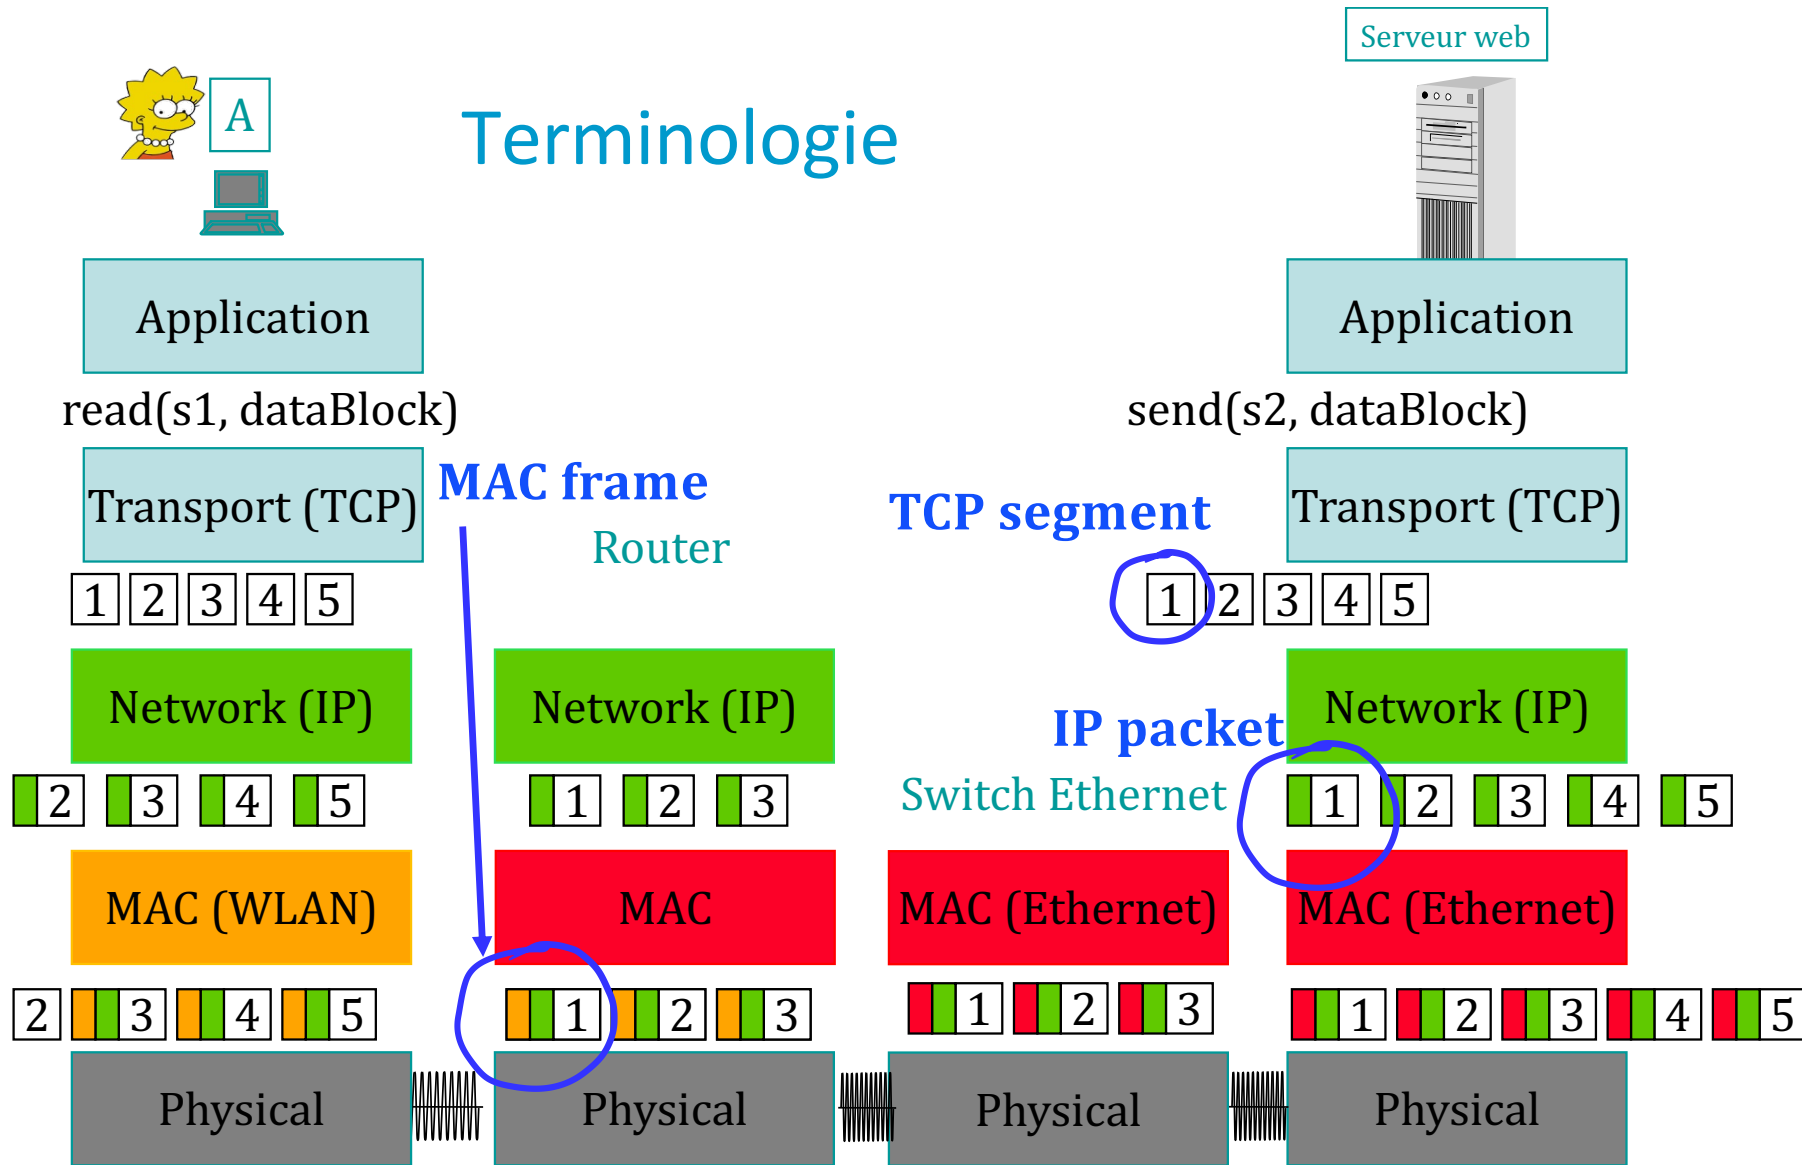 Serveur web
A
Terminologie
Application
Application
read(s1, dataBlock)
send(s2, dataBlock)
Transport (TCP)
MAC frame
Router
TCP segment
Transport (TCP)
1 2 3 4 5
1 2 3 4 5
Network (IP)
Network (IP)
IP packet
Network (IP)
Switch Ethernet
2 3 4 5
1 2 3
1 2 3 4 5
MAC (WLAN)
MAC
MAC (Ethernet)
MAC (Ethernet)
2 3 4 5
1 2 3
1 2 3
1 2 3 4 5
Physical
Physical
Physical
Physical